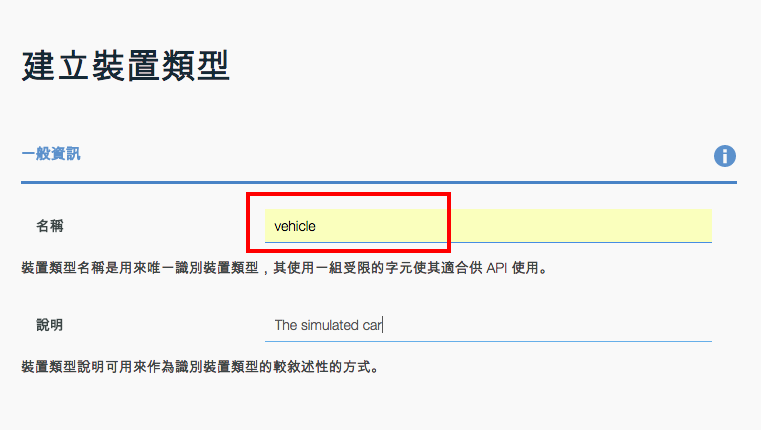 建立裝置類型
一般資訊
名稱
vehicle
裝置類型名稱是用來唯一識別裝置類型，其使用一組受限的字元使其適合供 API 使用。
說明
The simulated car
裝置類型說明可用來作為識別裝置類型的較敘述性的方式。